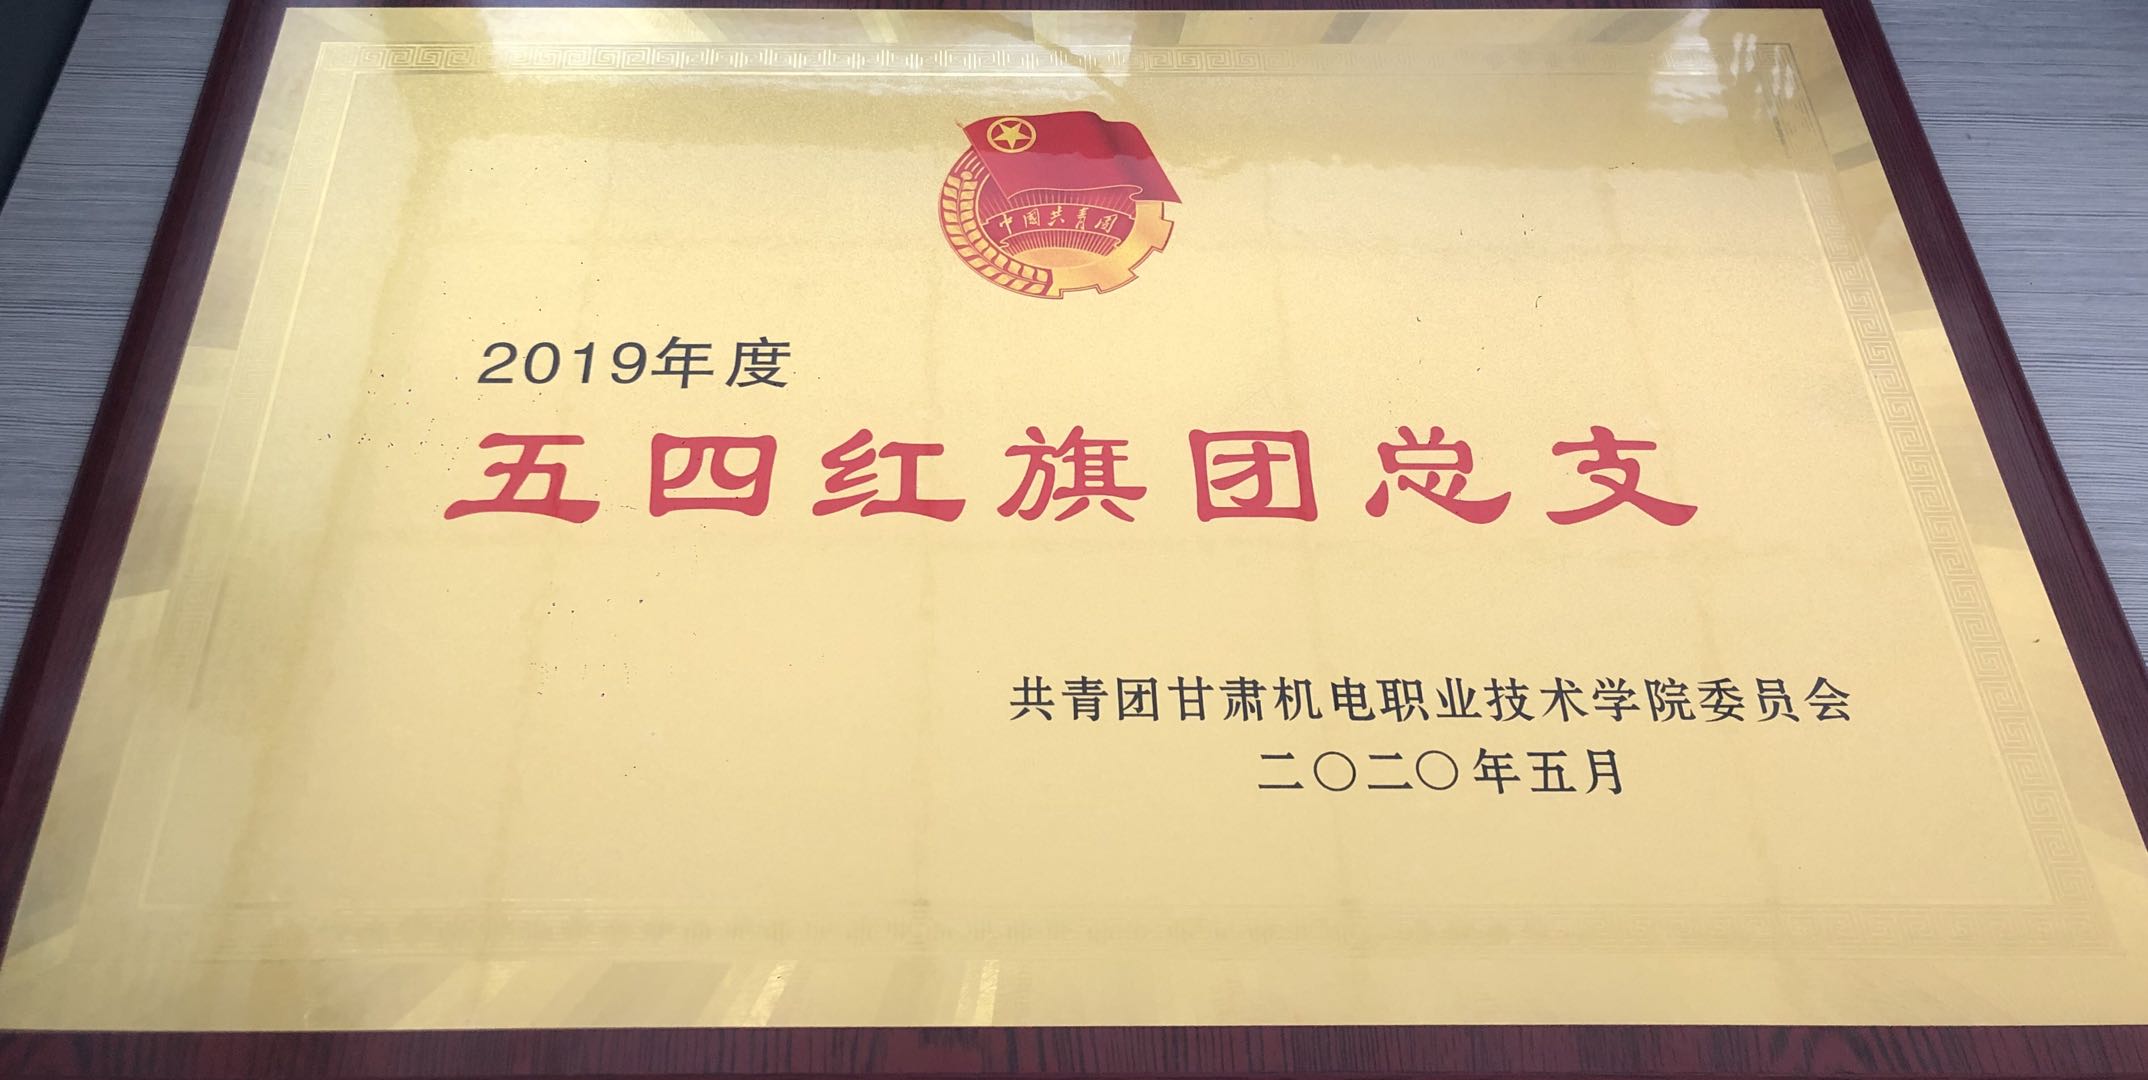 中国共青团
2019年度
五四红旗团总支
共青团甘肃机电职业技术学院委员会
二〇二〇年五月